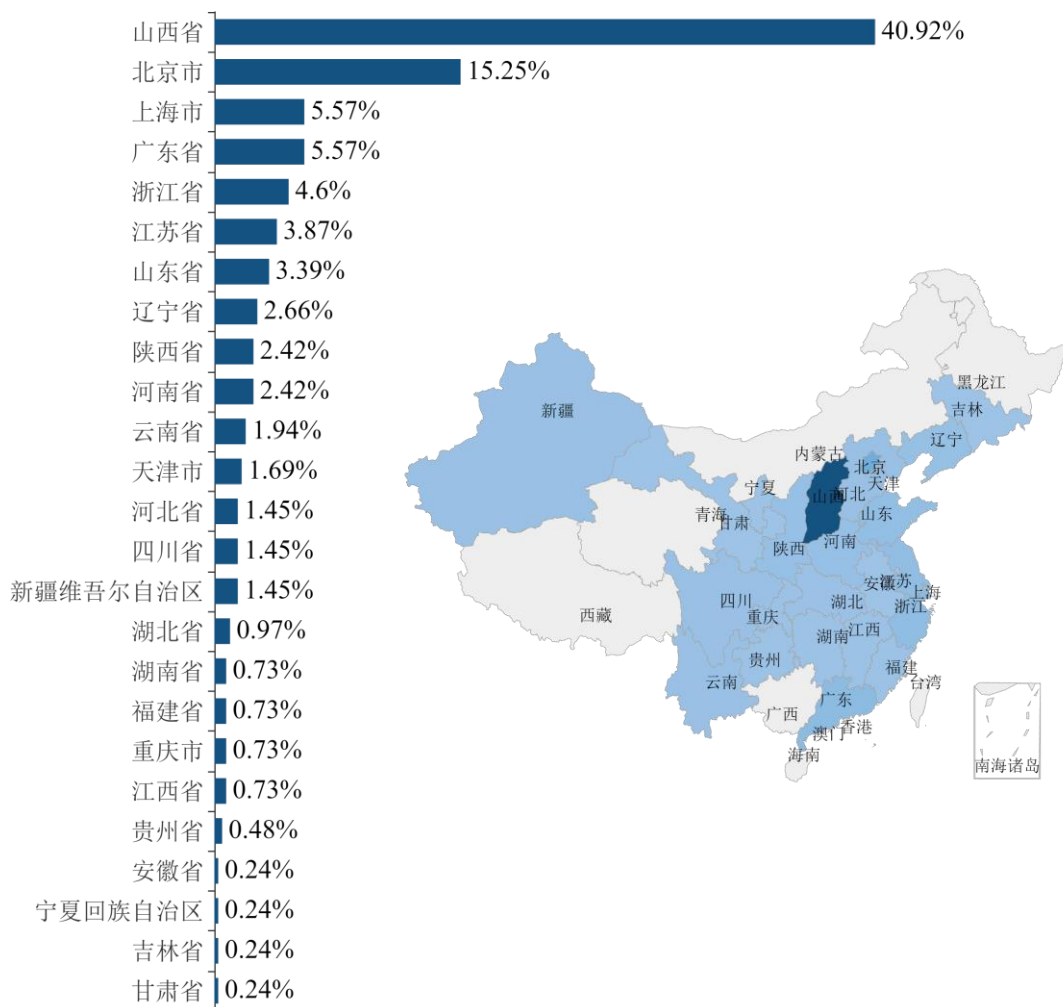 山西省 40.92%
北京市 15.25%
上海市 5.57%
广东省 5.57%
浙江省 4.6%
江苏省 3.87%
山东省 3.39%
辽宁省 2.66%
陕西省 2.42%
河南省 2.42%
云南省 1.94%
天津市 1.69%
河北省 1.45%
四川省 1.45%
新疆维吾尔自治区 1.45%
湖北省 0.97%
湖南省 0.73%
福建省 0.73%
重庆市 0.73%
江西省 0.73%
贵州省 0.48%
安徽省 0.24%
宁夏回族自治区 0.24%
吉林省 0.24%
甘肃省 0.24%
黑龙江
吉林
新疆
辽宁
内蒙古
北京
天津
宁夏
山西
河北
青海
甘肃
山东
陕西
河南
安徽
江苏
上海
四川
湖北
浙江
西藏
重庆
湖南
江西
贵州
福建
云南
台湾
广西
广东
香港
澳门
海南
南海诸岛